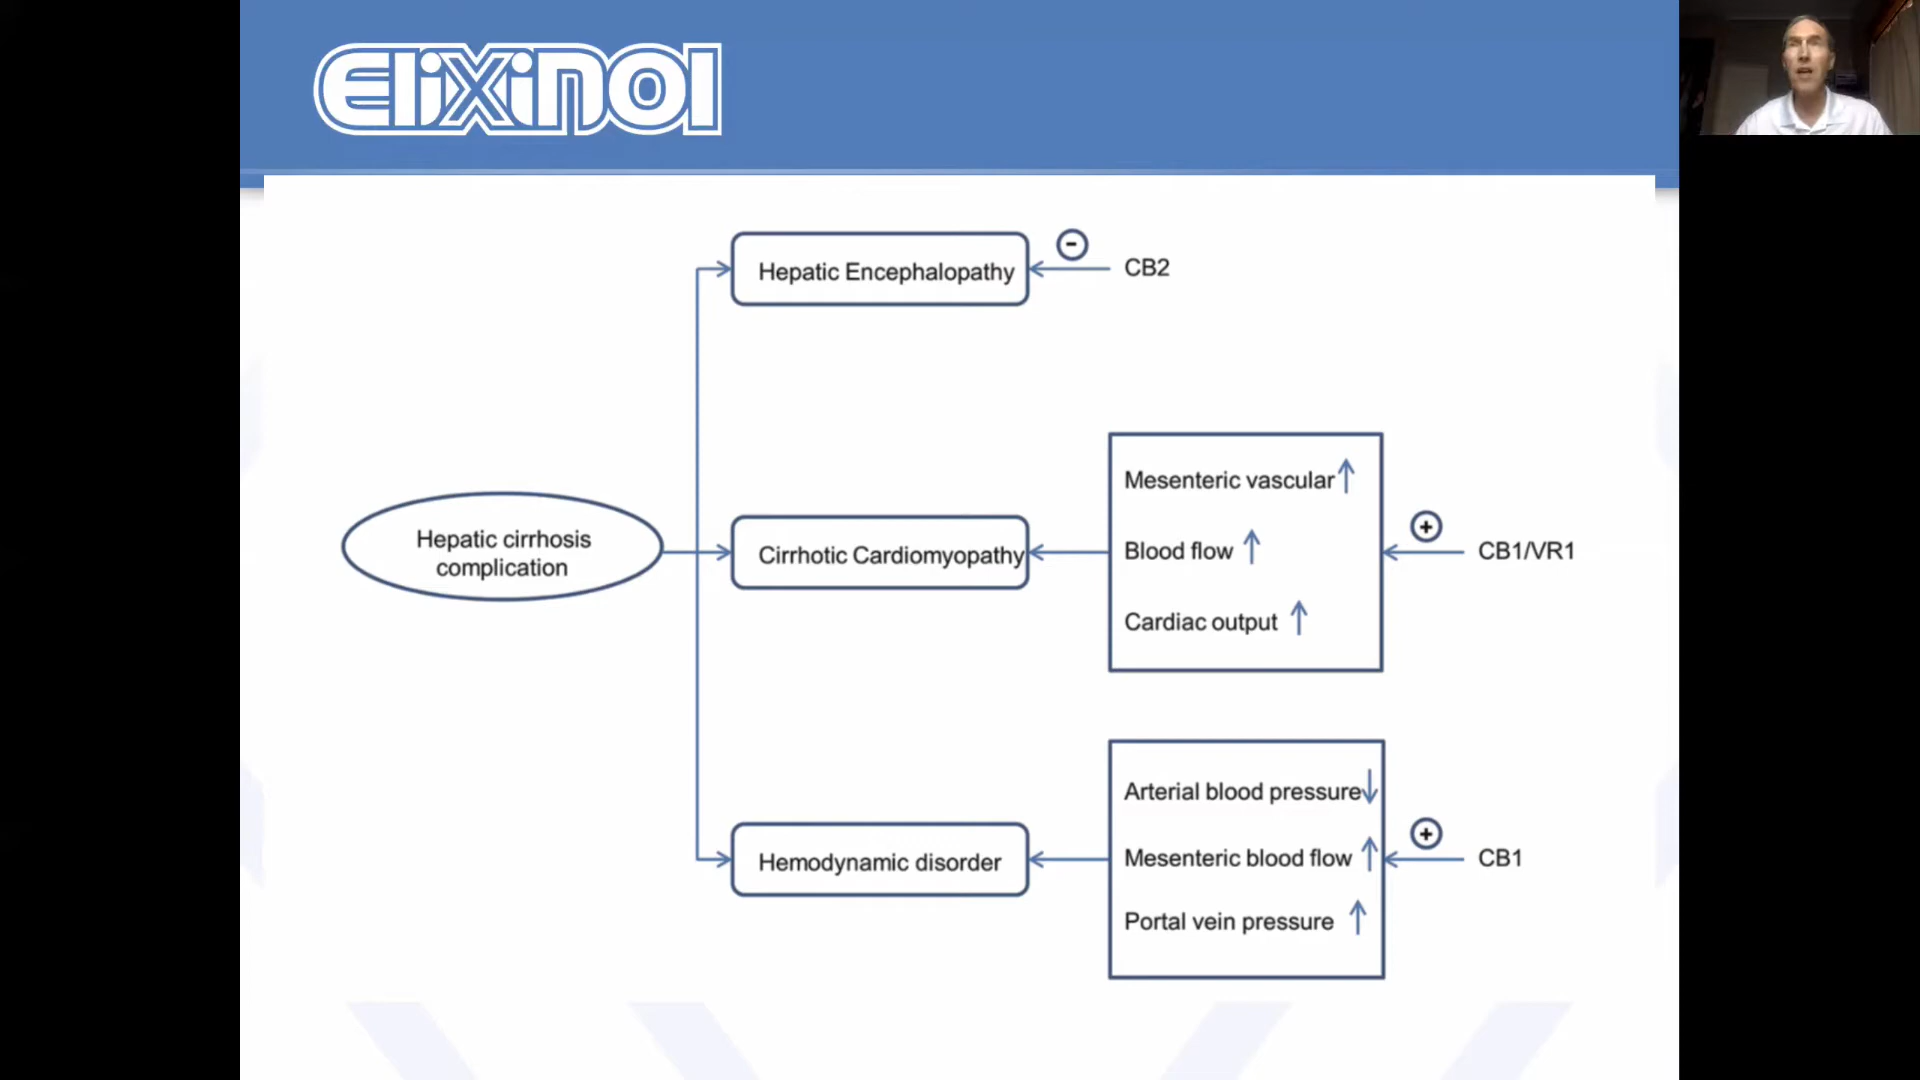 Elixinol
Hepatic Encephalopathy
-
CB2
Hepatic cirrhosis
complication
Cirrhotic Cardiomyopathy
Mesenteric vascular ↑
Blood flow ↑
Cardiac output ↑
+
CB1/VR1
Hemodynamic disorder
Arterial blood pressure ↓
Mesenteric blood flow ↑
Portal vein pressure ↑
+
CB1